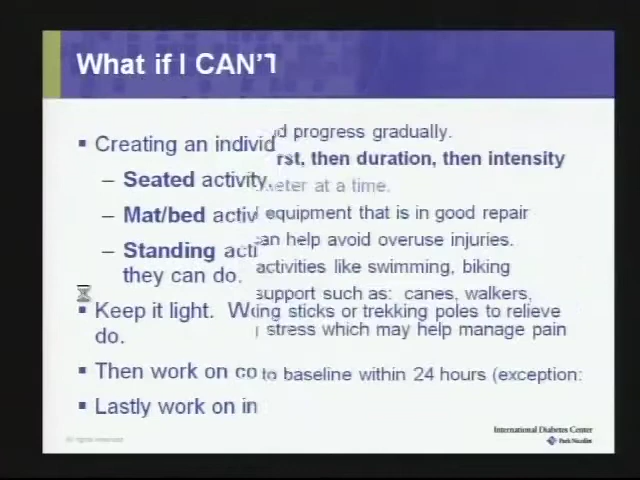 What if I CAN'T
Creating an individ d progress gradually.
rst, then duration, then intensity
– Seated activity. eter at a time.
– Mat/bed activ equipment that is in good repair
an help avoid overuse injuries.
– Standing acti
activities like swimming, biking
they can do.
support such as: canes, walkers,
Keep it light. W king sticks or trekking poles to relieve
do. stress which may help manage pain
Then work on co to baseline within 24 hours (exception:
Lastly work on in
International Diabetes Center
Park Nicollet
All rights reserved